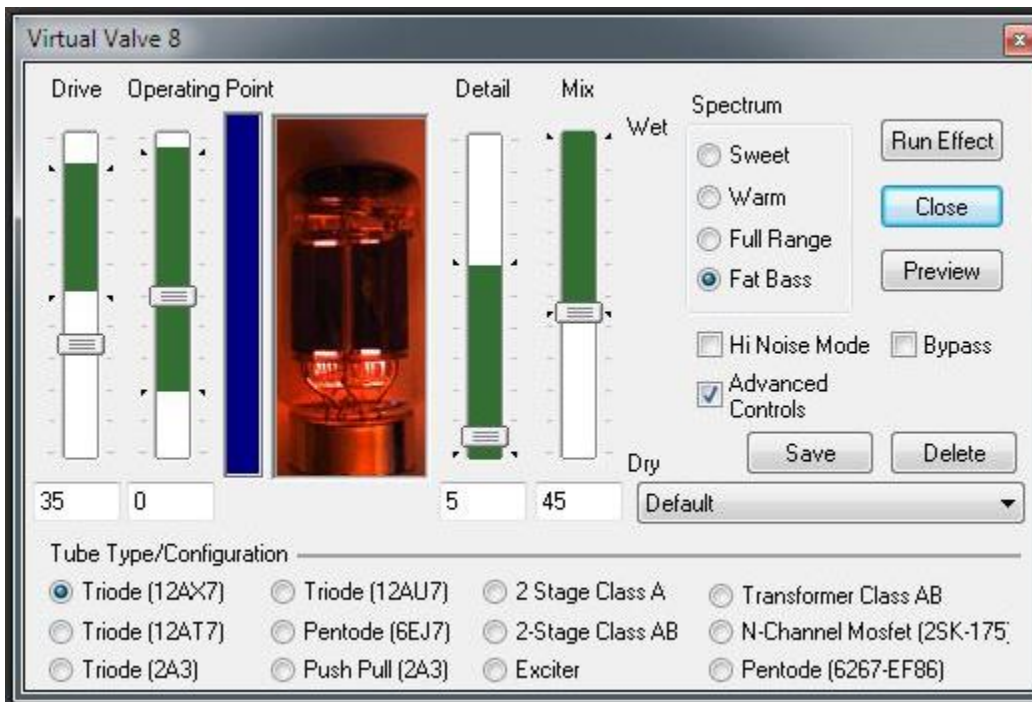 Virtual Valve 8
Drive Operating Point Detail Mix
Wet
Dry
35 0 5 45
Spectrum
Sweet
Warm
Full Range
Fat Bass
Run Effect
Close
Preview
Hi Noise Mode Bypass
Advanced
Controls
Save Delete
Default
Tube Type/Configuration
Triode (12AX7) Triode (12AU7) 2 Stage Class A Transformer Class AB
Triode (12AT7) Pentode (6EJ7) 2-Stage Class AB N-Channel Mosfet (2SK-175)
Triode (2A3) Push Pull (2A3) Exciter Pentode (6267-EF86)